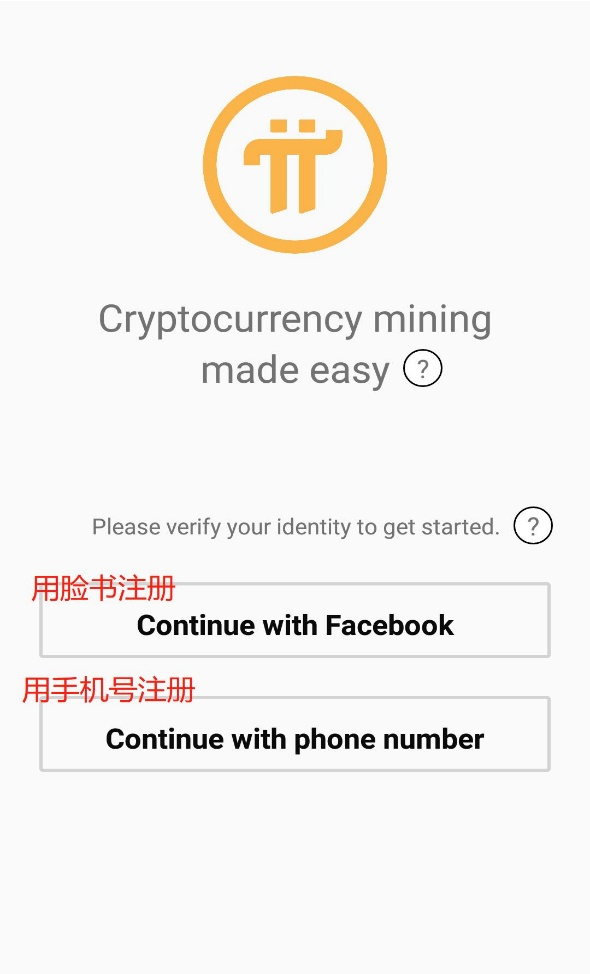 Cryptocurrency mining
made easy ?
Please verify your identity to get started. ?
用脸书注册
Continue with Facebook
用手机号注册
Continue with phone number